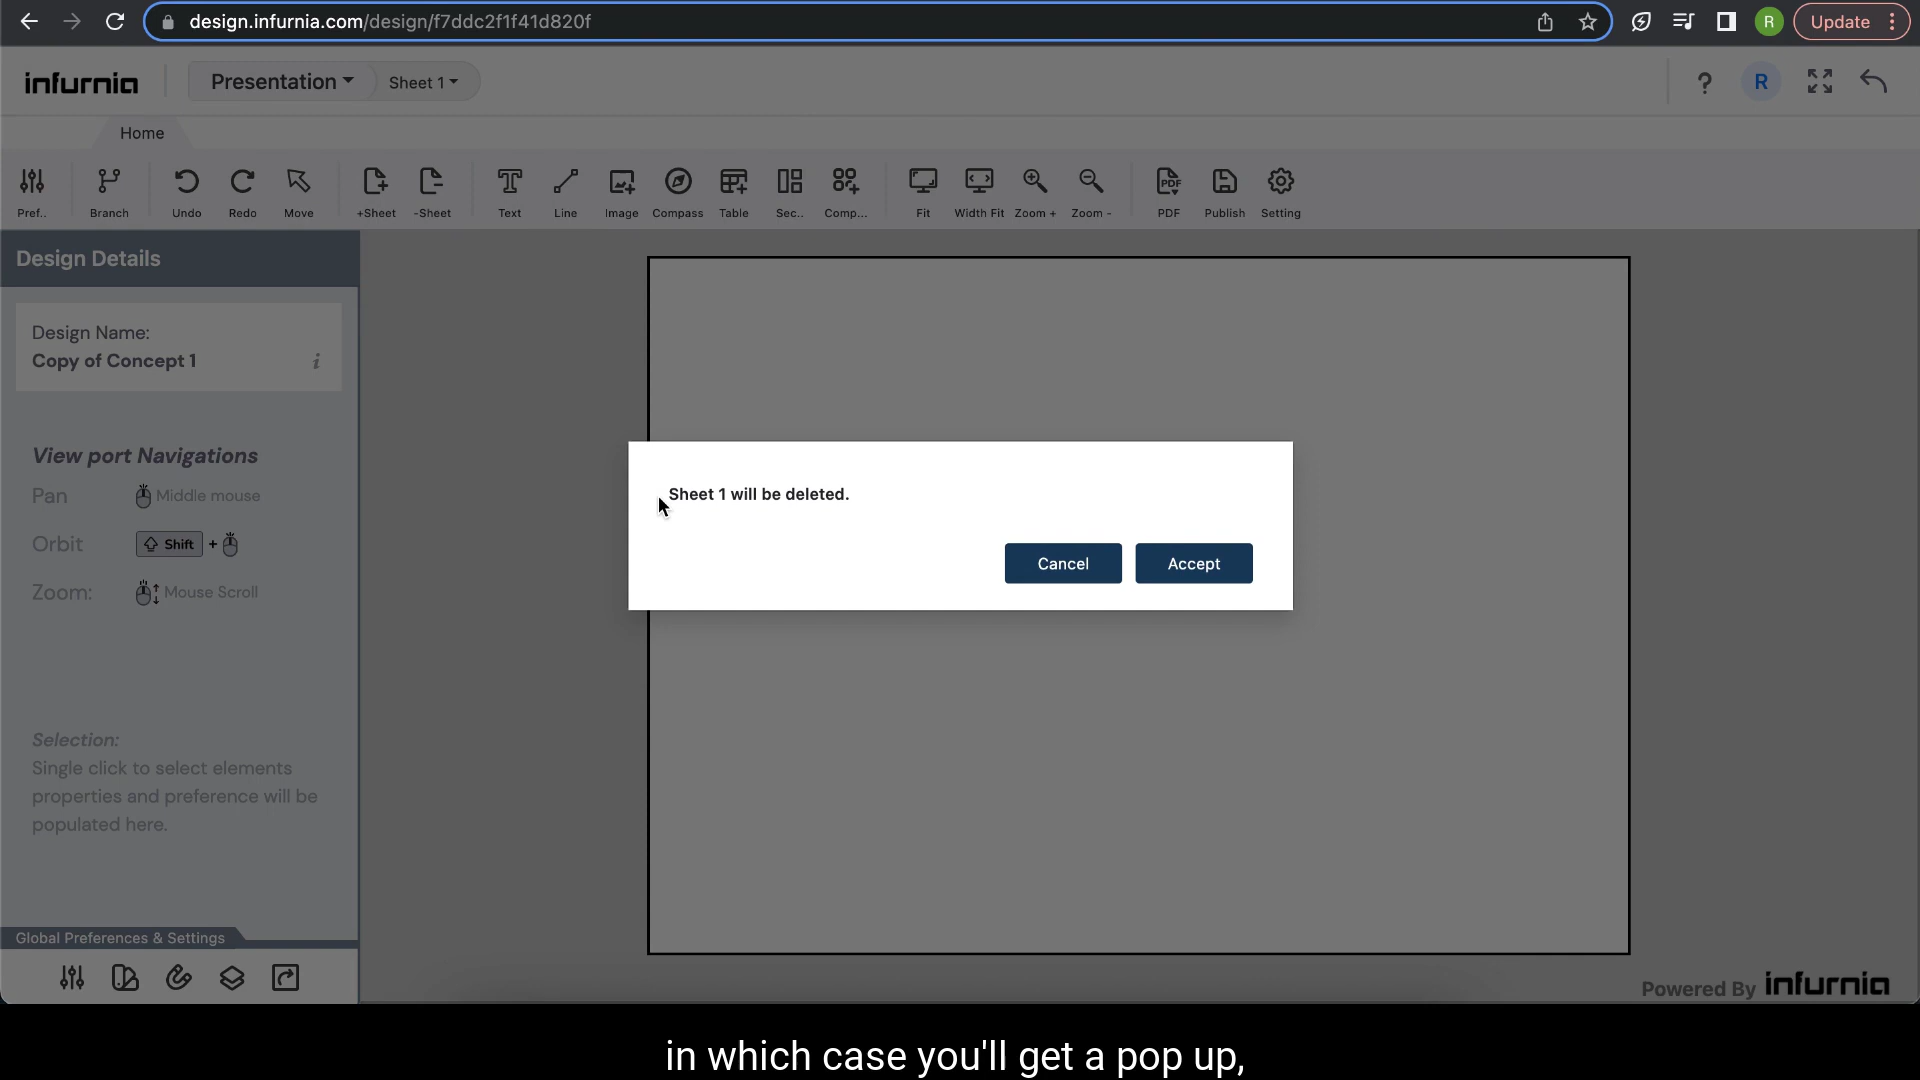 design.infurnia.com/design/f7ddc2f1f41d820f
R
Update
infurnia
Presentation
Sheet 1
?
R
Home
Pref..
Branch
Undo
Redo
Move
+Sheet
-Sheet
Text
Line
Image
Compass
Table
Sec..
Comp...
Fit
Width Fit
Zoom +
Zoom -
PDF
PDF
Publish
Setting
Design Details
Design Name:
Copy of Concept 1
i
View port Navigations
Pan
Middle mouse
Orbit
Shift +
Zoom:
Mouse Scroll
Selection:
Single click to select elements
properties and preference will be
populated here.
Global Preferences & Settings
Sheet 1 will be deleted.
Cancel
Accept
Powered By infurnia
in which case you'll get a pop up,